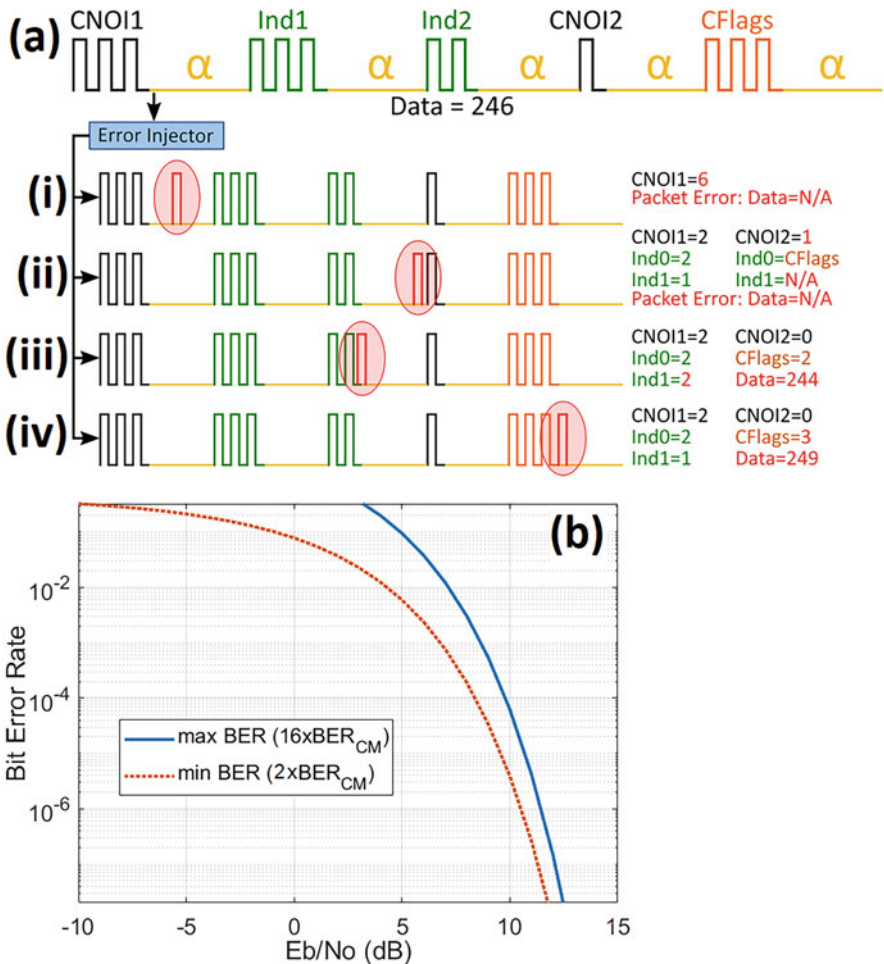 (a) CNOI1 Ind1 Ind2 CNOI2 CFlags
α α α α α
Data = 246
Error Injector
(i)
CNOI1=6
Packet Error: Data=N/A
(ii)
CNOI1=2 CNOI2=1
Ind0=2 Ind0=CFlags
Ind1=1 Ind1=N/A
Packet Error: Data=N/A
(iii)
CNOI1=2 CNOI2=0
Ind0=2 CFlags=2
Ind1=2 Data=244
(iv)
CNOI1=2 CNOI2=0
Ind0=2 CFlags=3
Ind1=1 Data=249
(b)
Bit Error Rate
10-2
10-4
10-6
max BER (16xBERCM)
min BER (2xBERCM)
-10 -5 0 5 10 15
Eb/No (dB)